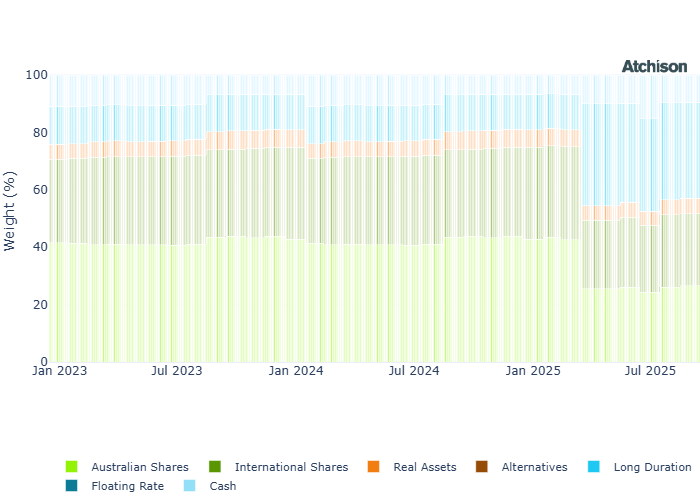 Atchison
100
80
60
40
20
0
Weight (%)
Jan 2023 Jul 2023 Jan 2024 Jul 2024 Jan 2025 Jul 2025
Australian Shares International Shares Real Assets Alternatives Long Duration
Floating Rate Cash